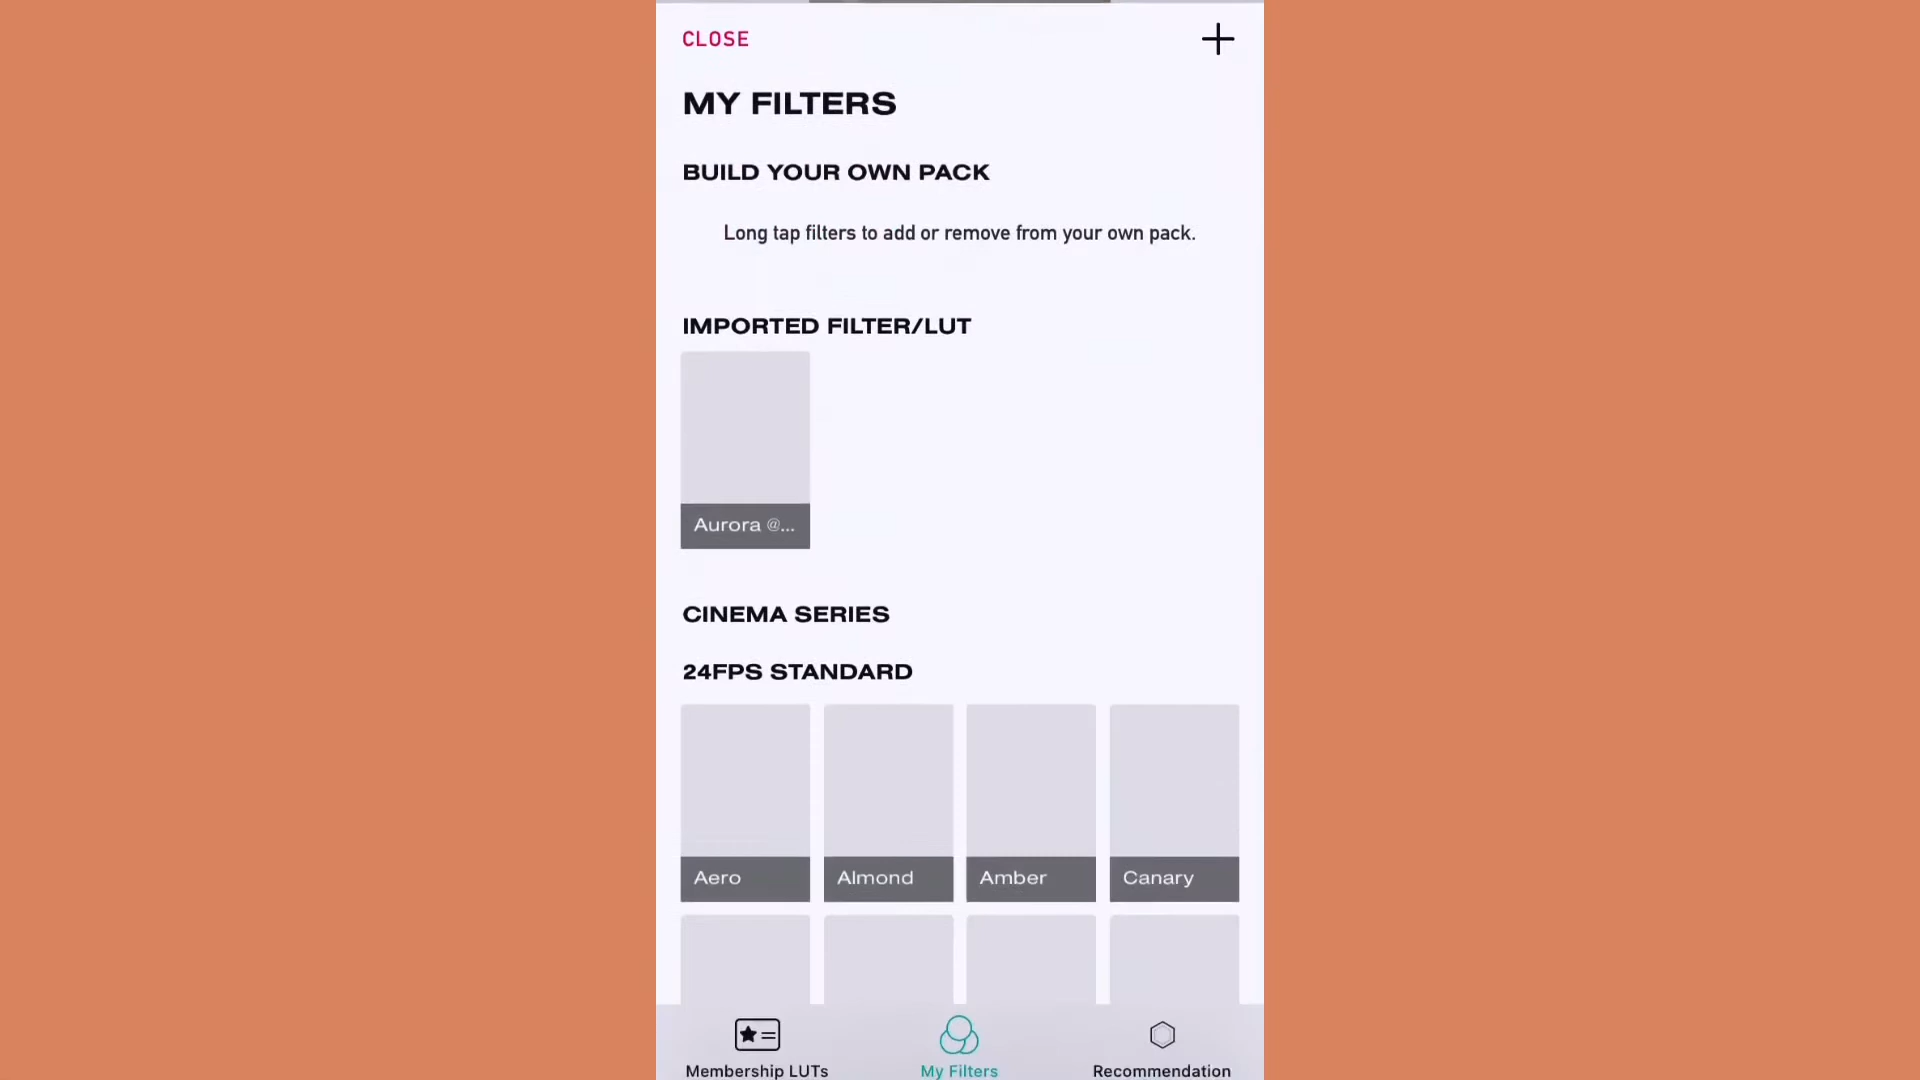 CLOSE
MY FILTERS
BUILD YOUR OWN PACK
Long tap filters to add or remove from your own pack.
IMPORTED FILTER/LUT
Aurora @...
CINEMA SERIES
24FPS STANDARD
Aero
Almond
Amber
Canary
Membership LUTs
My Filters
Recommendation